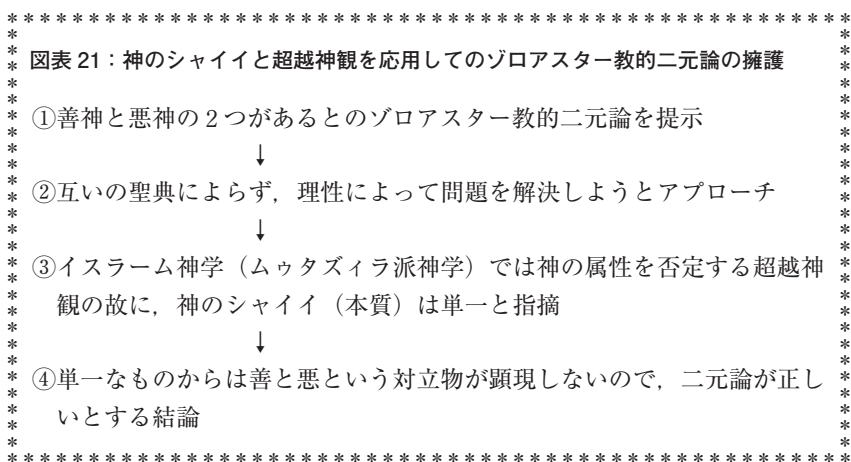 図表21：神のシャイイと超越神観を応用してのゾロアスター教的二元論の擁護
①善神と悪神の2つがあるとのゾロアスター教的二元論を提示
↓
②互いの聖典によらず，理性によって問題を解決しようとアプローチ
↓
③イスラーム神学（ムゥタズィラ派神学）では神の属性を否定する超越神
観の故に，神のシャイイ（本質）は単一と指摘
↓
④単一なものからは善と悪という対立物が顕現しないので，二元論が正し
いとする結論